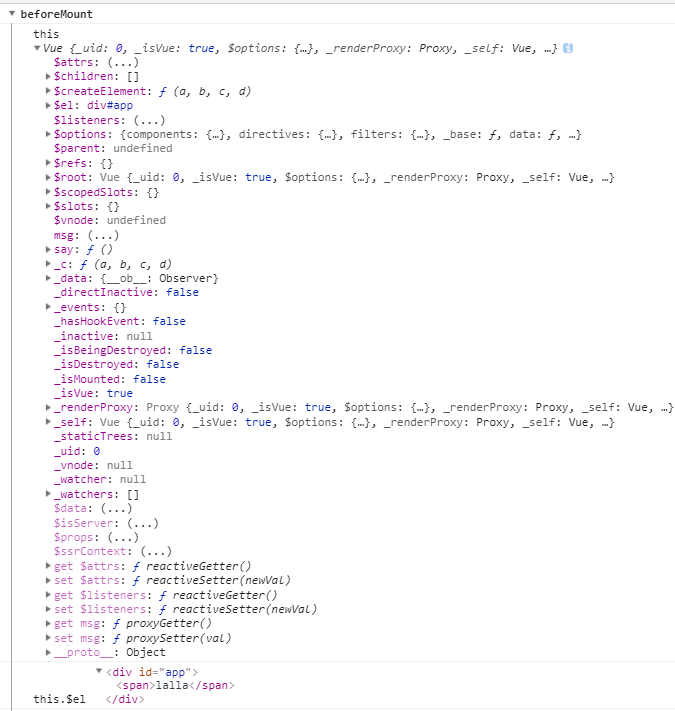 beforeMount
this
Vue {_uid: 0, _isVue: true, $options: {…}, _renderProxy: Proxy, _self: Vue, …} i
$attrs: (...)
$children: []
$createElement: ƒ (a, b, c, d)
$el: div#app
$listeners: (...)
$options: {components: {…}, directives: {…}, filters: {…}, _base: ƒ, data: ƒ, …}
$parent: undefined
$refs: {}
$root: Vue {_uid: 0, _isVue: true, $options: {…}, _renderProxy: Proxy, _self: Vue, …}
$scopedSlots: {}
$slots: {}
$vnode: undefined
msg: (...)
say: ƒ ()
_c: ƒ (a, b, c, d)
_data: {__ob__: Observer}
_directInactive: false
_events: {}
_hasHookEvent: false
_inactive: null
_isBeingDestroyed: false
_isDestroyed: false
_isMounted: false
_isVue: true
_renderProxy: Proxy {_uid: 0, _isVue: true, $options: {…}, _renderProxy: Proxy, _self: Vue, …}
_self: Vue {_uid: 0, _isVue: true, $options: {…}, _renderProxy: Proxy, _self: Vue, …}
_staticTrees: null
_uid: 0
_vnode: null
_watcher: null
_watchers: []
$data: (...)
$isServer: (...)
$props: (...)
$ssrContext: (...)
get $attrs: ƒ reactiveGetter()
set $attrs: ƒ reactiveSetter(newVal)
get $listeners: ƒ reactiveGetter()
set $listeners: ƒ reactiveSetter(newVal)
get msg: ƒ proxyGetter()
set msg: ƒ proxySetter(val)
__proto__: Object
<div id="app">
<span>lalla</span>
this.$el </div>